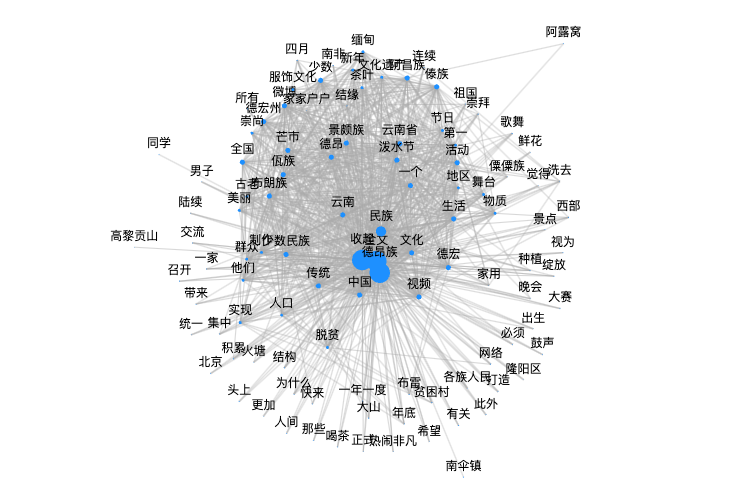 阿露窝
缅甸
四月
南非
新年
连续
文化遗产
阿昌族
少数
茶叶
傣族
服饰文化
微博
家家户户
结缘
祖国
所有
崇拜
德宏州
节日
歌舞
崇尚
景颇族
云南省
第一
芒市
鲜花
同学
全国
德昂
泼水节
活动
佤族
傈僳族
洗去
男子
一个
觉得
古老
布朗族
地区
舞台
美丽
陆续
云南
物质
生活
西部
民族
景点
交流
高黎贡山
收起
全文
文化
视为
群众
制作
少数民族
德昂族
德宏
一家
种植
绽放
召开
他们
传统
家用
中国
视频
带来
晚会
大赛
人口
实现
统一
集中
出生
脱贫
必须
鼓声
积累
火塘
结构
网络
北京
隆阳区
各族人民
打造
头上
为什么
快来
一年一度
布雷
贫困村
更加
大山
年底
此外
有关
人间
那些
喝茶
正式
热闹非凡
希望
南伞镇